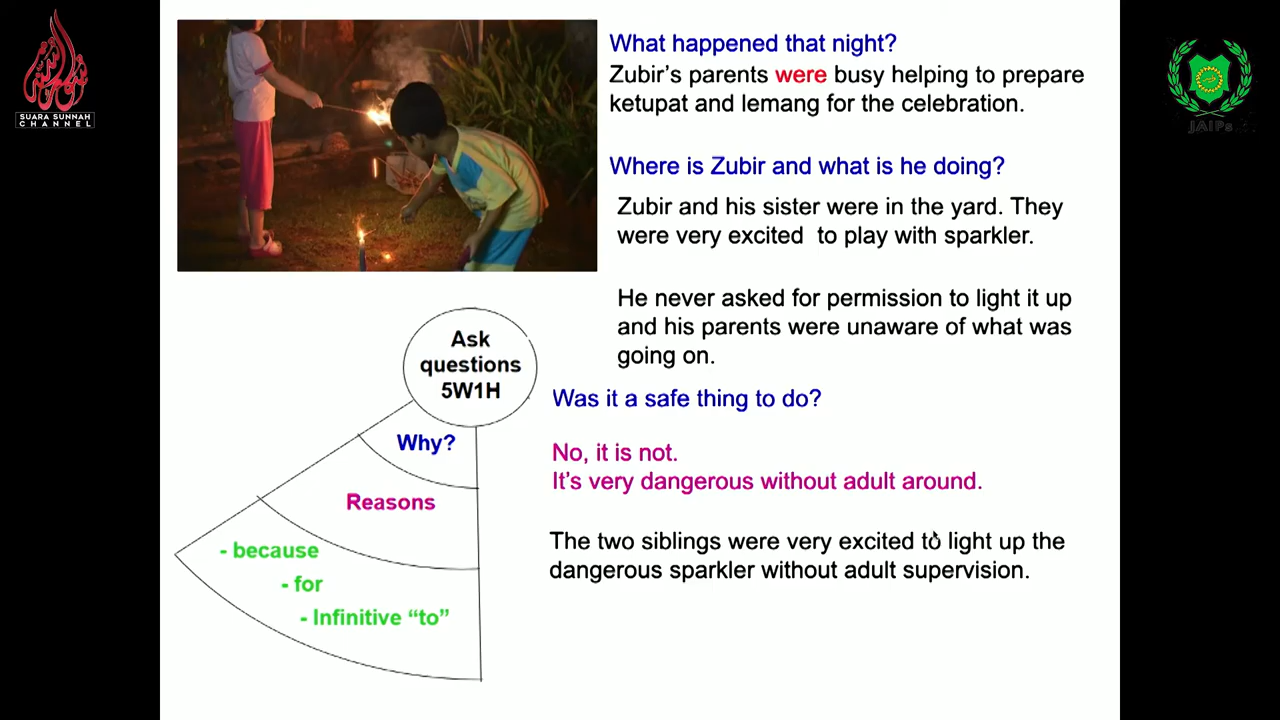 SUARA SUNNAH
CHANNEL
JAIPs
What happened that night?
Zubir's parents were busy helping to prepare
ketupat and lemang for the celebration.
Where is Zubir and what is he doing?
Zubir and his sister were in the yard. They
were very excited  to play with sparkler.
He never asked for permission to light it up
and his parents were unaware of what was
going on.
Ask
questions
5W1H
Why?
Reasons
- because
- for
- Infinitive “to”
Was it a safe thing to do?
No, it is not.
It's very dangerous without adult around.
The two siblings were very excited to light up the
dangerous sparkler without adult supervision.